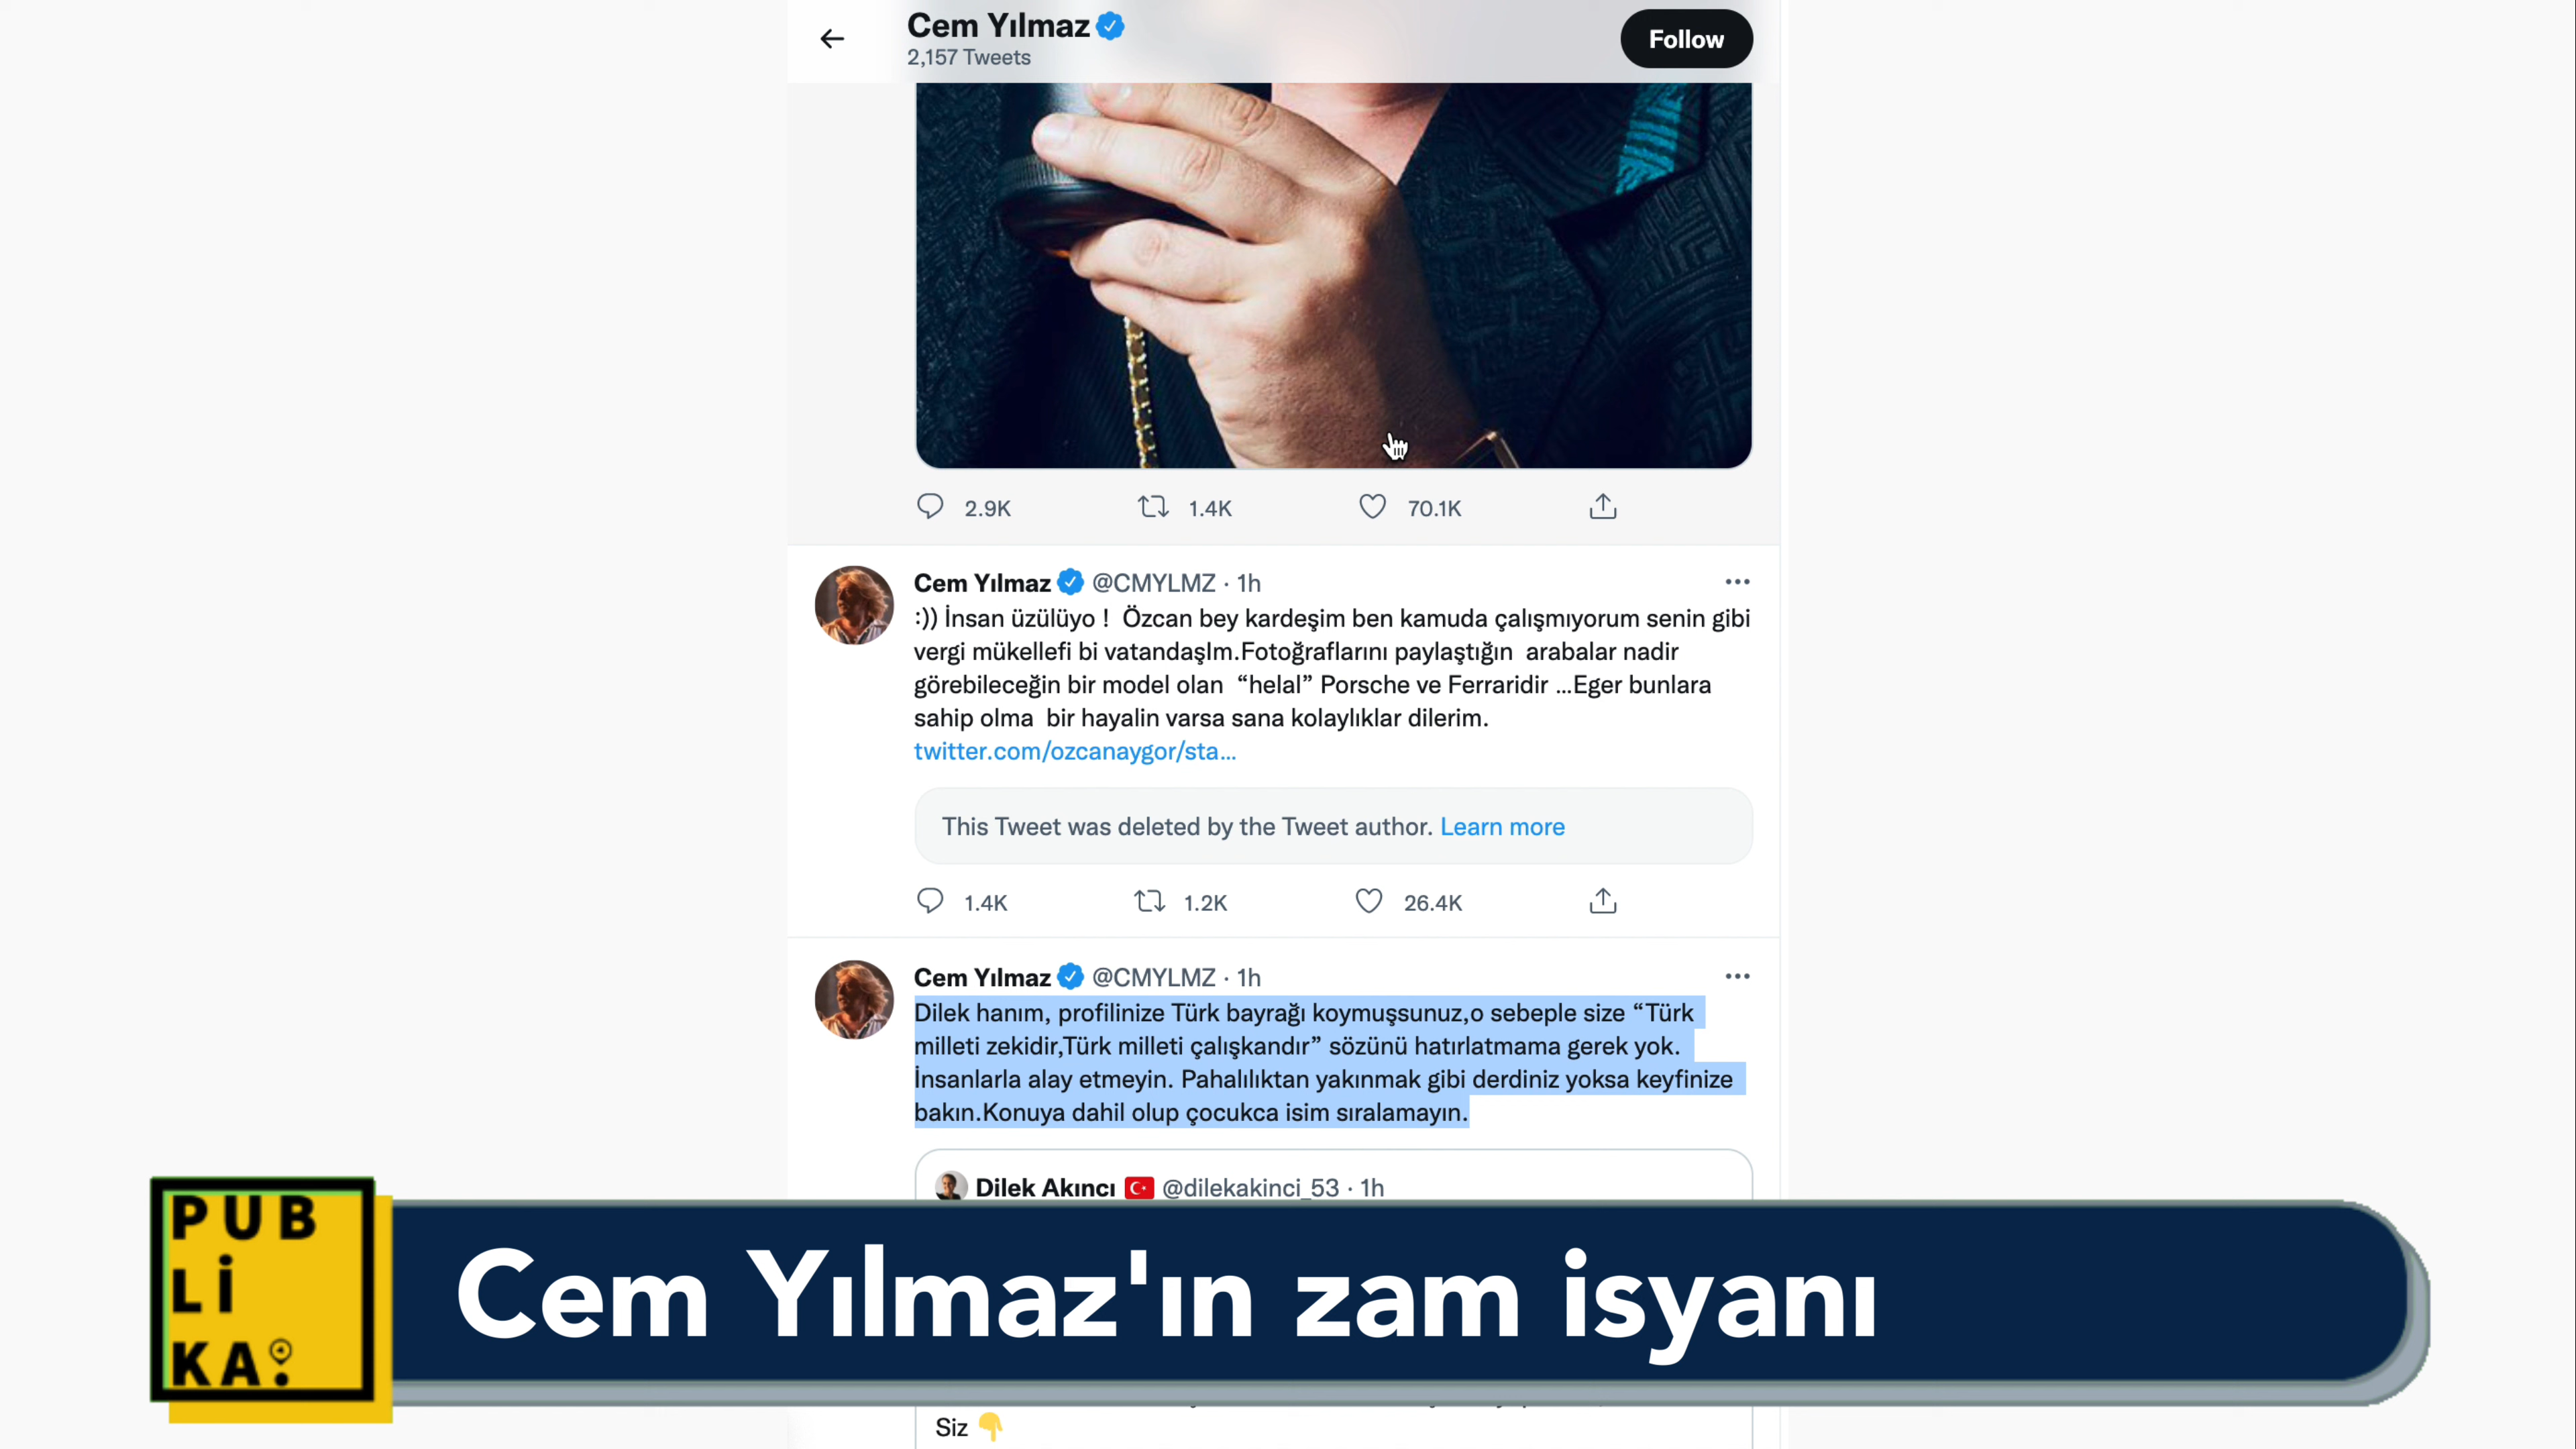 Cem Yılmaz
2,157 Tweets
Follow
2.9K 1.4K 70.1K
Cem Yılmaz @CMYLMZ · 1h
:)) İnsan üzülüyo ! Özcan bey kardeşim ben kamuda çalışmıyorum senin gibi
vergi mükellefi bi vatandaşIm.Fotoğraflarını paylaştığın arabalar nadir
görebileceğin bir model olan “helal” Porsche ve Ferraridir ...Eger bunlara
sahip olma bir hayalin varsa sana kolaylıklar dilerim.
twitter.com/ozcanaygor/sta...
This Tweet was deleted by the Tweet author. Learn more
1.4K 1.2K 26.4K
Cem Yılmaz @CMYLMZ · 1h
Dilek hanım, profilinize Türk bayrağı koymuşsunuz,o sebeple size “Türk
milleti zekidir,Türk milleti çalışkandır” sözünü hatırlatmama gerek yok.
İnsanlarla alay etmeyin. Pahalılıktan yakınmak gibi derdiniz yoksa keyfinize
bakın.Konuya dahil olup çocukca isim sıralamayın.
Dilek Akıncı @dilekakinci_53 · 1h
PUB
Lİ
KA
Cem Yılmaz'ın zam isyanı
Siz